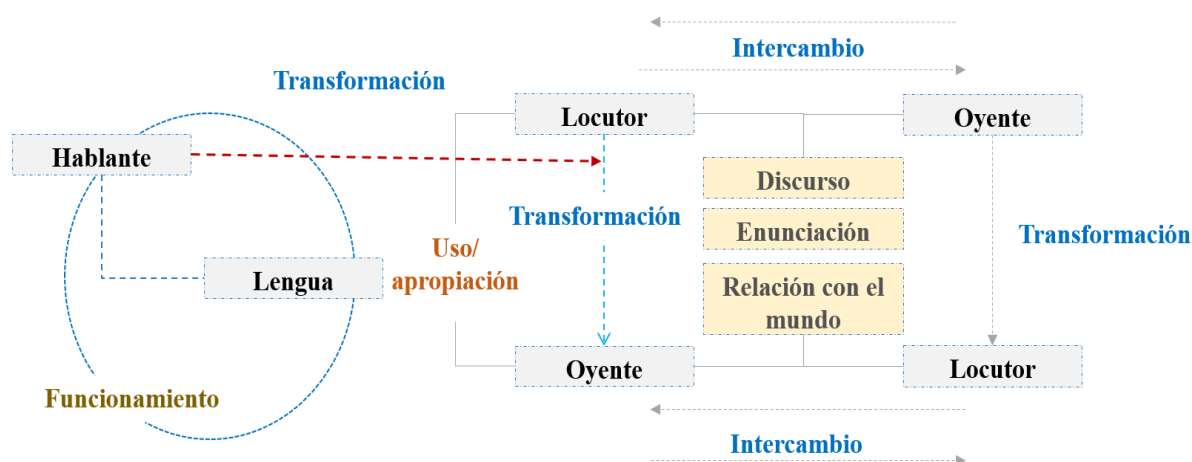 Intercambio
Transformación
Locutor
Oyente
Hablante
Discurso
Transformación
Enunciación
Transformación
Uso/
apropiación
Lengua
Relación con el
mundo
Oyente
Locutor
Funcionamiento
Intercambio